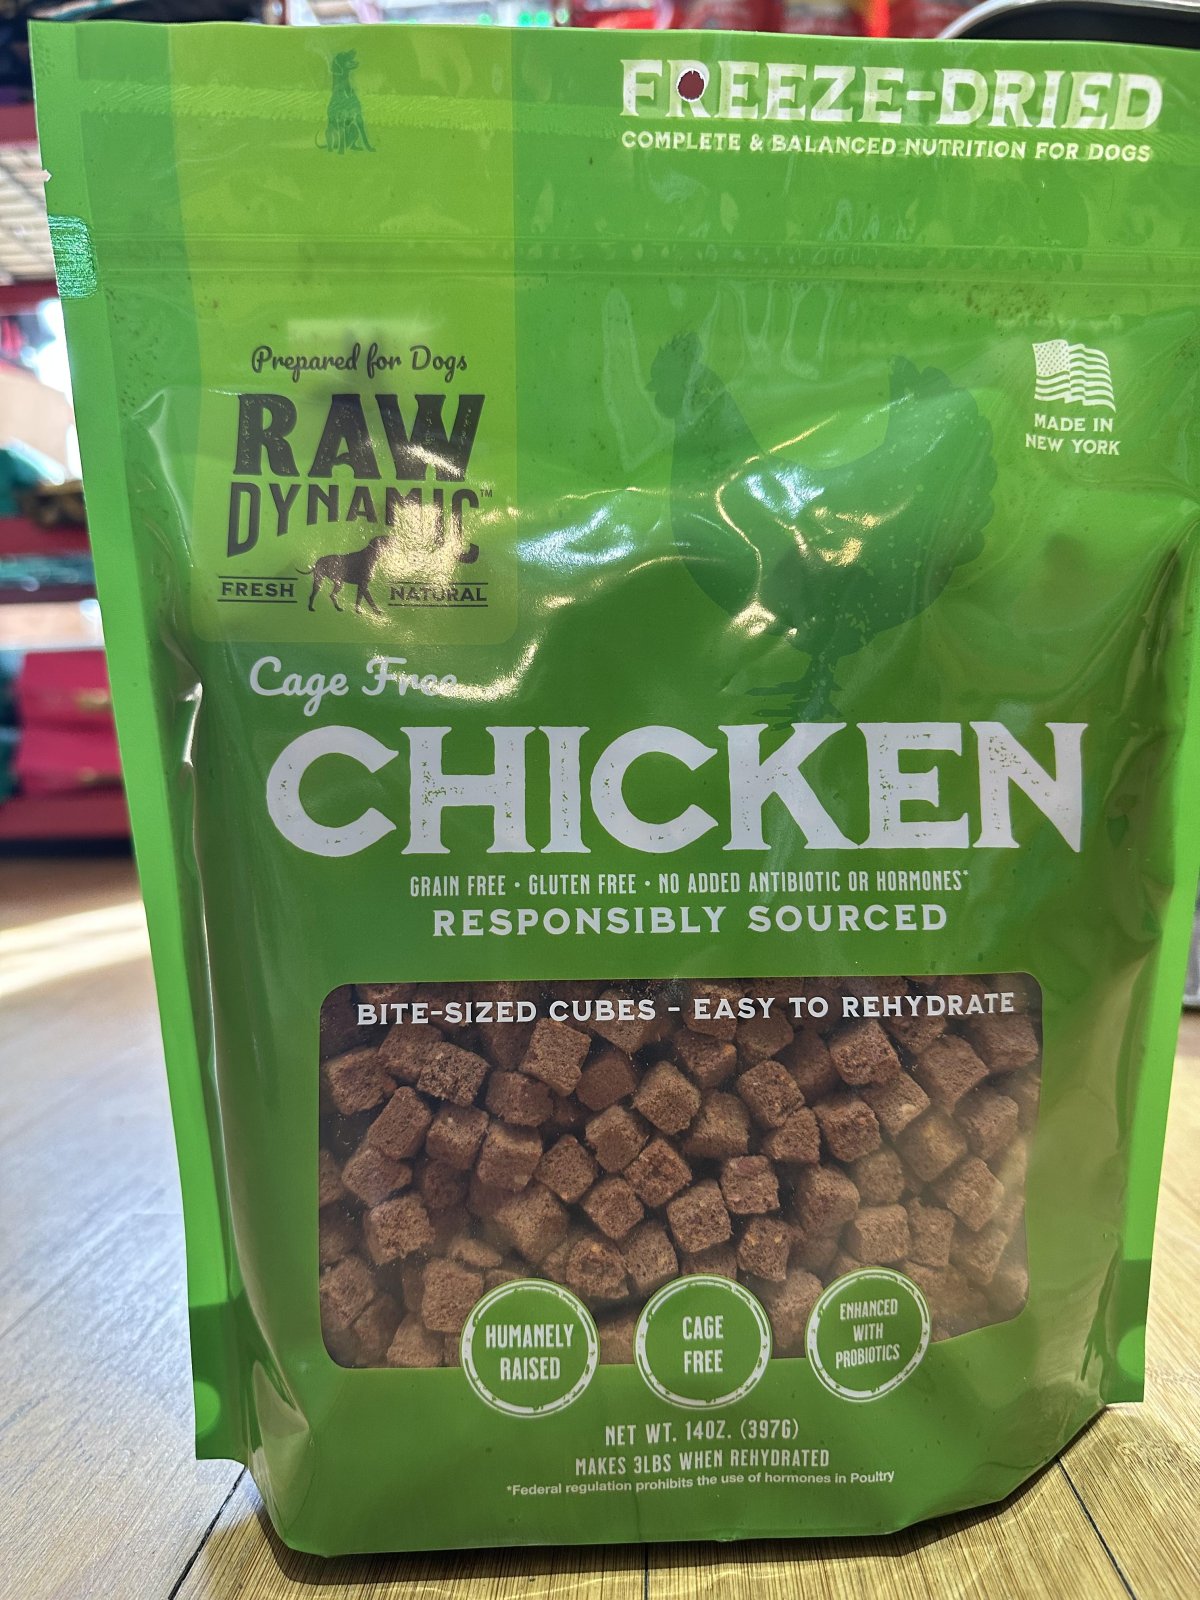 FREEZE-DRIED
COMPLETE & BALANCED NUTRITION FOR DOGS
Prepared for Dogs
RAW
DYNAMIC™
FRESH NATURAL
MADE IN
NEW YORK
Cage Free
CHICKEN
GRAIN FREE • GLUTEN FREE • NO ADDED ANTIBIOTIC OR HORMONES*
RESPONSIBLY SOURCED
BITE-SIZED CUBES - EASY TO REHYDRATE
HUMANELY
RAISED
CAGE
FREE
ENHANCED
WITH
PROBIOTICS
NET WT. 14OZ. (397G)
MAKES 3LBS WHEN REHYDRATED
*Federal regulation prohibits the use of hormones in Poultry